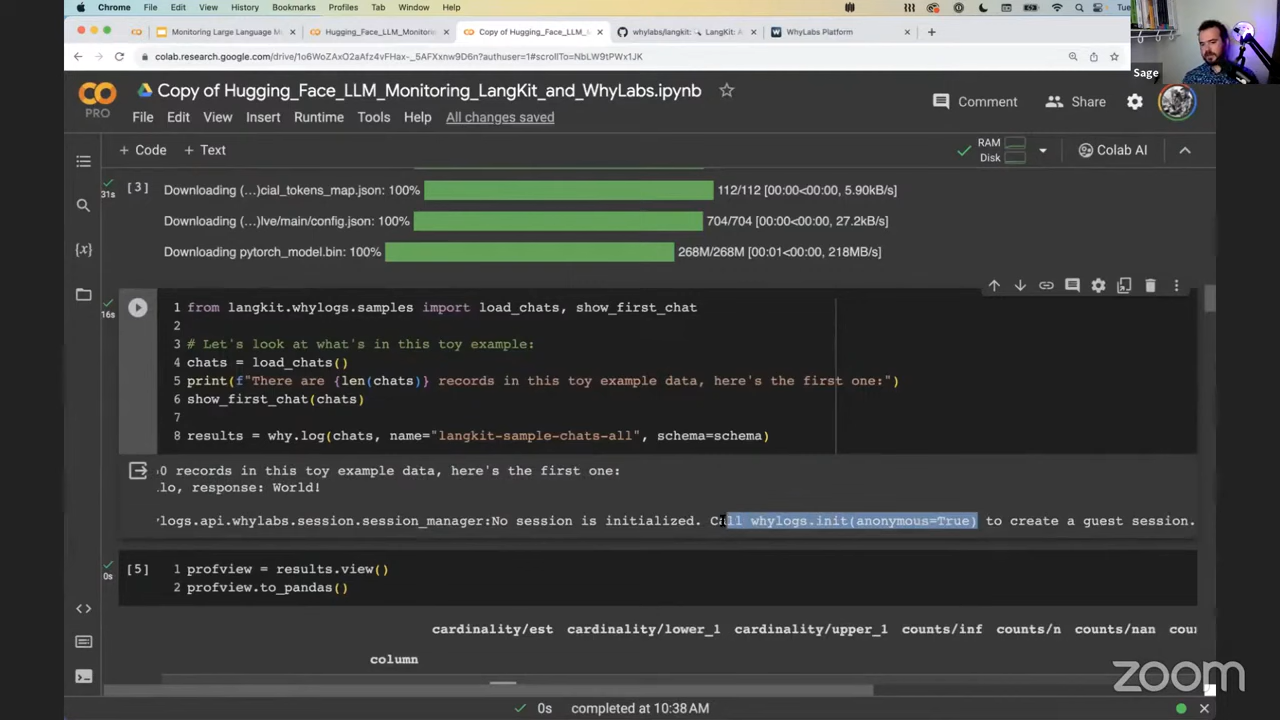 Chrome File Edit View History Bookmarks Profiles Tab Window Help
Monitoring Large Language M Hugging_Face_LLM_Monitorin Copy of Hugging_Face_LLM_ whylabs/langkit: LangKit: A WhyLabs Platform
colab.research.google.com/drive/1o6WoZAxO2aAfz4vFHax-_5AFXxnw9D6n?authuser=1#scrollTo=NbLW9tPWx1JK
Sage
CO
PRO
Copy of Hugging_Face_LLM_Monitoring_LangKit_and_WhyLabs.ipynb
File Edit View Insert Runtime Tools Help All changes saved
Comment Share
+ Code + Text
RAM
Disk
Colab AI
31s
[3] Downloading (…)cial_tokens_map.json: 100% 112/112 [00:00<00:00, 5.90kB/s]
Downloading (…)lve/main/config.json: 100% 704/704 [00:00<00:00, 27.2kB/s]
Downloading pytorch_model.bin: 100% 268M/268M [00:01<00:00, 218MB/s]
16s
1 from langkit.whylogs.samples import load_chats, show_first_chat
2
3 # Let's look at what's in this toy example:
4 chats = load_chats()
5 print(f"There are {len(chats)} records in this toy example data, here's the first one:")
6 show_first_chat(chats)
7
8 results = why.log(chats, name="langkit-sample-chats-all", schema=schema)
0 records in this toy example data, here's the first one:
lo, response: World!
logs.api.whylabs.session.session_manager:No session is initialized. Call whylogs.init(anonymous=True) to create a guest session.
0s
[5] 1 profview = results.view()
2 profview.to_pandas()
cardinality/est cardinality/lower_1 cardinality/upper_1 counts/inf counts/n counts/nan cou
column
0s completed at 10:38 AM
zoom